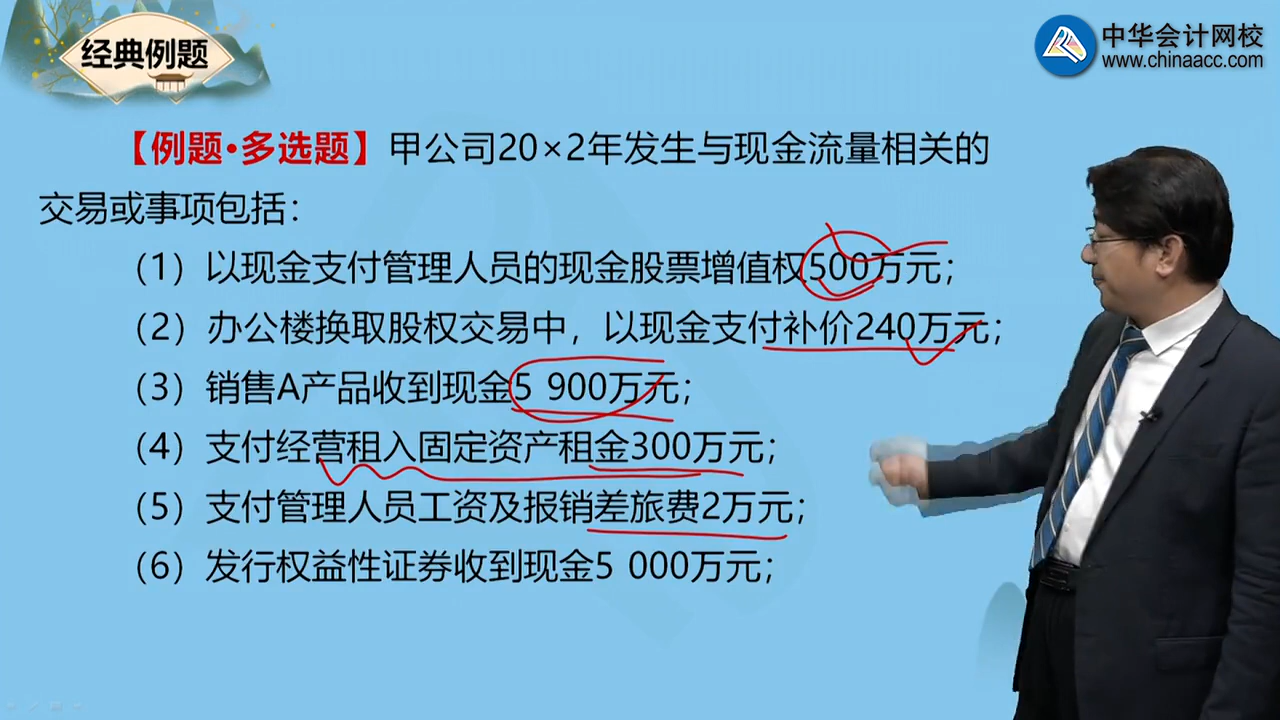 经典例题
中华会计网校
www.chinaacc.com
【例题•多选题】甲公司20×2年发生与现金流量相关的
交易或事项包括：
（1）以现金支付管理人员的现金股票增值权500万元；
（2）办公楼换取股权交易中，以现金支付补价240万元；
（3）销售A产品收到现金5 900万元；
（4）支付经营租入固定资产租金300万元；
（5）支付管理人员工资及报销差旅费2万元；
（6）发行权益性证券收到现金5 000万元；